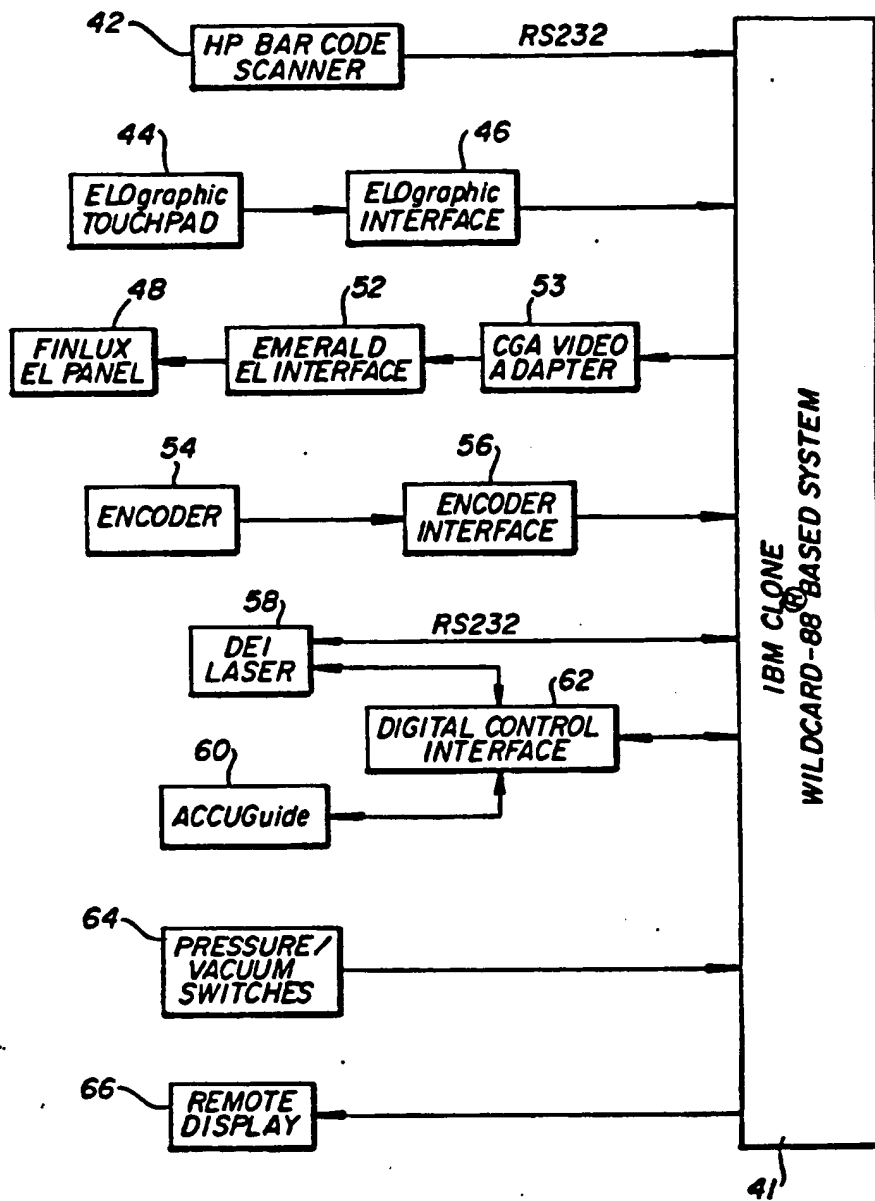 42
HP BAR CODE
SCANNER
RS232
44
46
ELOgraphic
TOUCHPAD
ELOgraphic
INTERFACE
48
52
53
FINLUX
EL PANEL
EMERALD
EL INTERFACE
CGA VIDEO
ADAPTER
54
56
ENCODER
ENCODER
INTERFACE
58
DEI
LASER
RS232
62
DIGITAL CONTROL
INTERFACE
60
ACCUGuide
64
PRESSURE/
VACUUM
SWITCHES
66
REMOTE
DISPLAY
IBM CLONE
WILDCARD-88® BASED SYSTEM
41